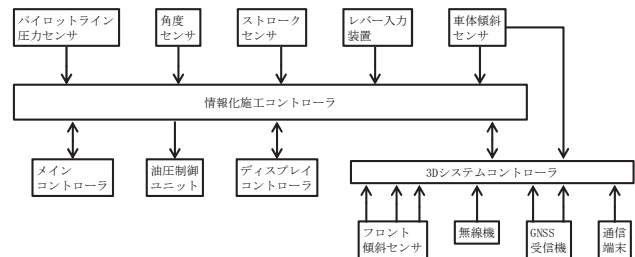 パイロットライン
圧力センサ
角度
センサ
ストローク
センサ
レバー入力
装置
車体傾斜
センサ
情報化施工コントローラ
メイン
コントローラ
油圧制御
ユニット
ディスプレイ
コントローラ
3Dシステムコントローラ
フロント
傾斜センサ
無線機
GNSS
受信機
通信
端末